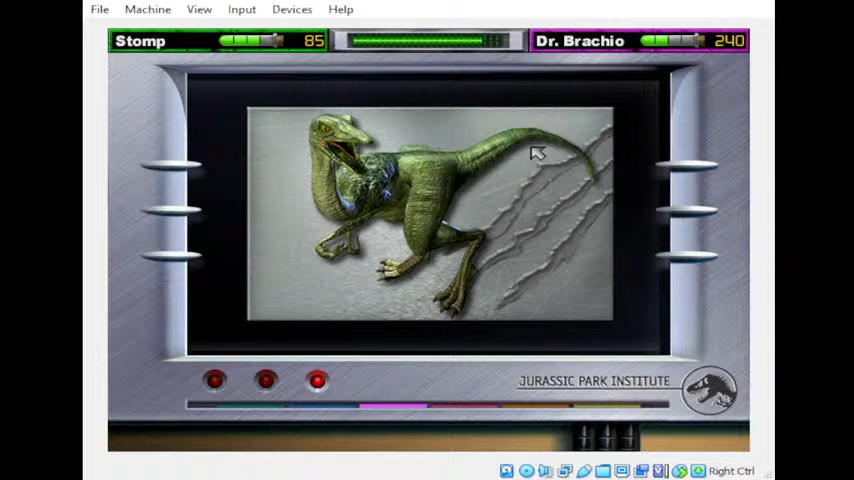 File Machine View Input Devices Help
Stomp 85 Dr. Brachio 240
JURASSIC PARK INSTITUTE
Right Ctrl